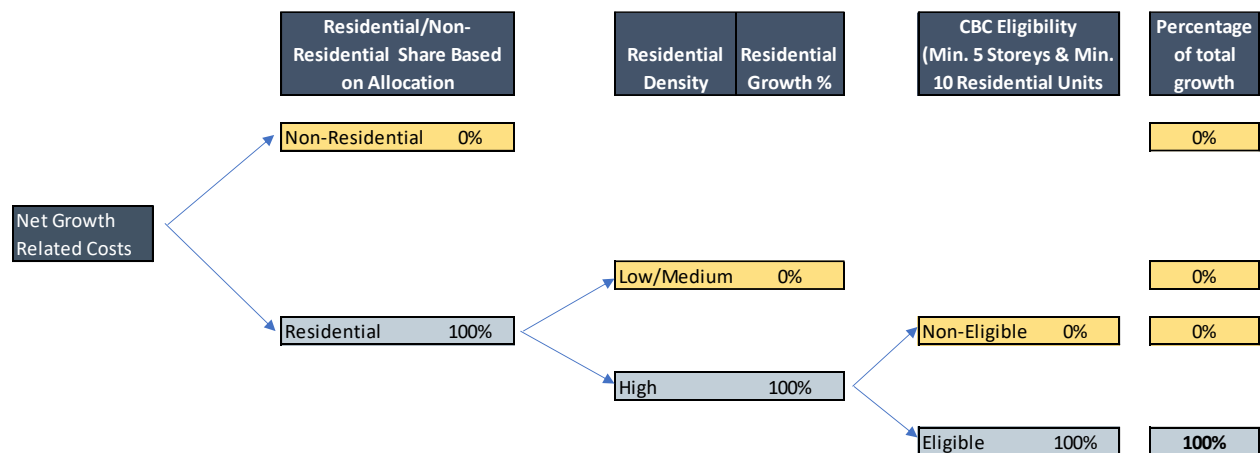 Residential/Non-
Residential Share Based
on Allocation
Residential
Density
Residential
Growth %
CBC Eligibility
(Min. 5 Storeys & Min.
10 Residential Units
Percentage
of total
growth
Non-Residential 0%
0%
Net Growth
Related Costs
Low/Medium 0%
0%
Residential 100%
Non-Eligible 0%
0%
High 100%
Eligible 100%
100%